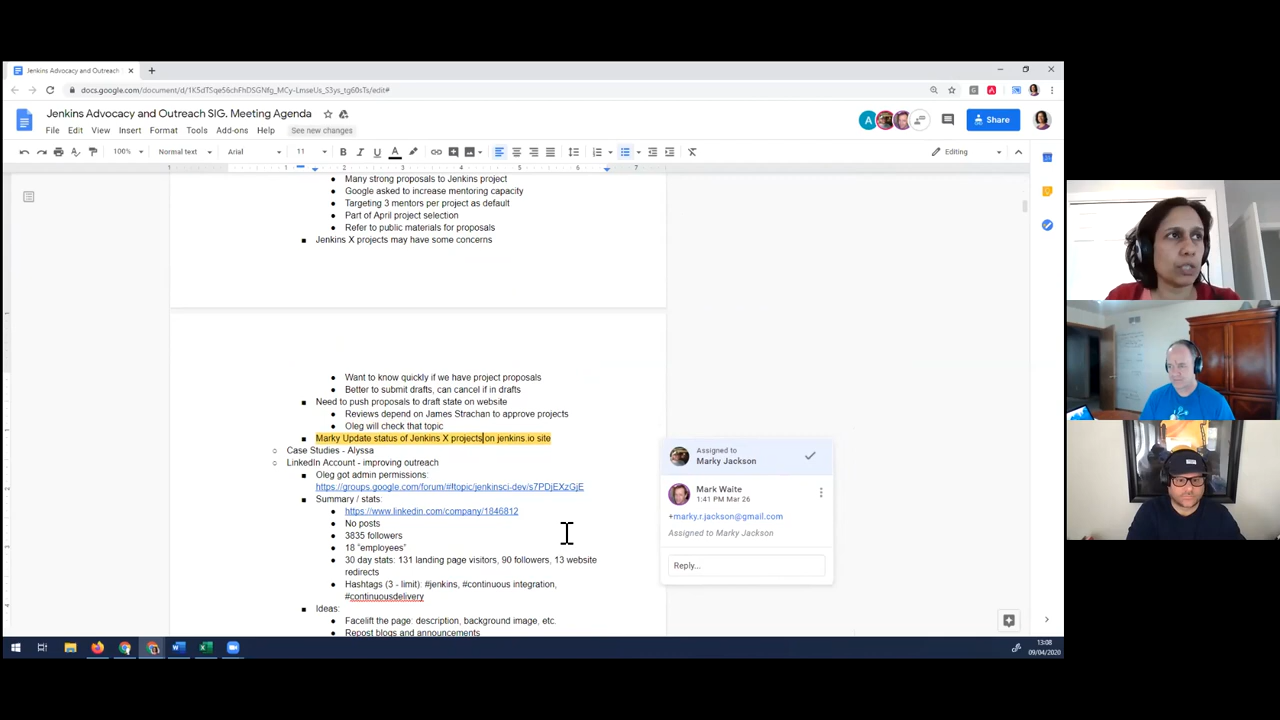 Jenkins Advocacy and Outreach
docs.google.com/document/d/1K5dTSqe56chFhDSGNfg_MCy-LmseUs_S3ys_tg60sTs/edit#
Jenkins Advocacy and Outreach SIG. Meeting Agenda
A
Share
File Edit View Insert Format Tools Add-ons Help See new changes
100% Normal text Arial 11 B I U A Editing
1 1 2 3 4 5 6 7
Many strong proposals to Jenkins project
Google asked to increase mentoring capacity
Targeting 3 mentors per project as default
Part of April project selection
Refer to public materials for proposals
Jenkins X projects may have some concerns
Want to know quickly if we have project proposals
Better to submit drafts, can cancel if in drafts
Need to push proposals to draft state on website
Reviews depend on James Strachan to approve projects
Oleg will check that topic
Marky Update status of Jenkins X projects on jenkins.io site
Case Studies - Alyssa
LinkedIn Account - improving outreach
Oleg got admin permissions:
https://groups.google.com/forum/#!topic/jenkinsci-dev/s7PDjEXzGjE
Summary / stats:
https://www.linkedin.com/company/1846812
No posts
3835 followers
18 "employees"
30 day stats: 131 landing page visitors, 90 followers, 13 website
redirects
Hashtags (3 - limit): #jenkins, #continuous integration,
#continuousdelivery
Ideas:
Facelift the page: description, background image, etc.
Repost blogs and announcements
Assigned to
Marky Jackson
Mark Waite
1:41 PM Mar 26
+marky.r.jackson@gmail.com
Assigned to Marky Jackson
Reply...
13:08
09/04/2020